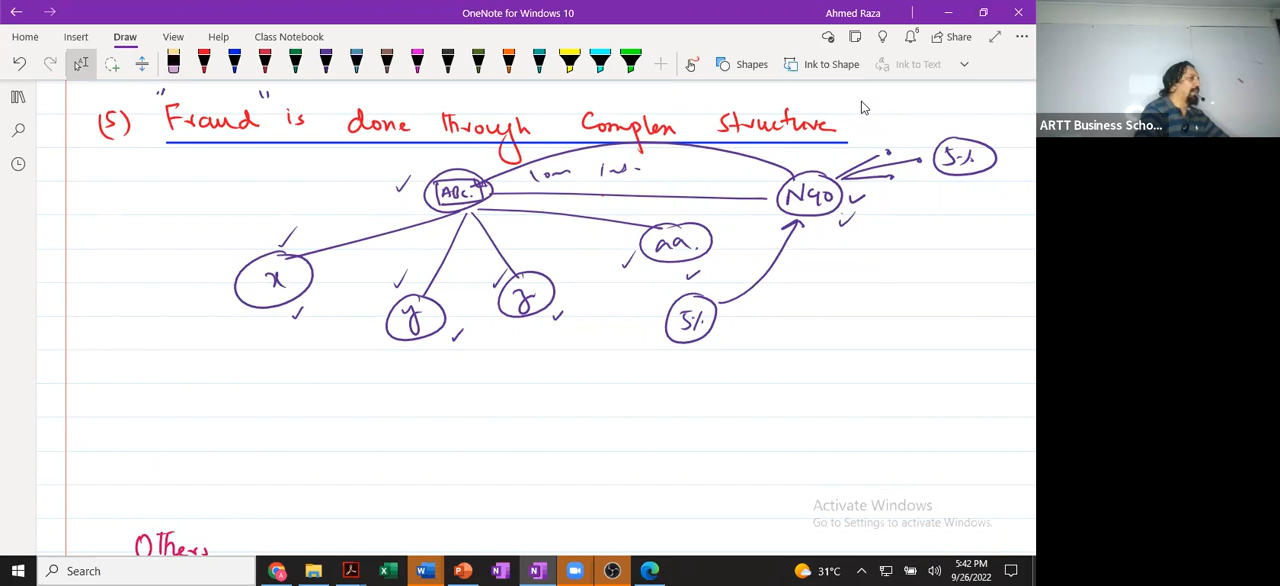 OneNote for Windows 10
Ahmed Raza
Home Insert Draw View Help Class Notebook
Share
Shapes Ink to Shape Ink to Text
(5) "Fraud" is done through Complex Structure
ABC. NGO 5%
x y z aa. 5%
ARTT Business Scho...
Activate Windows
Go to Settings to activate Windows.
Others
Search
31°C
5:42 PM
9/26/2022